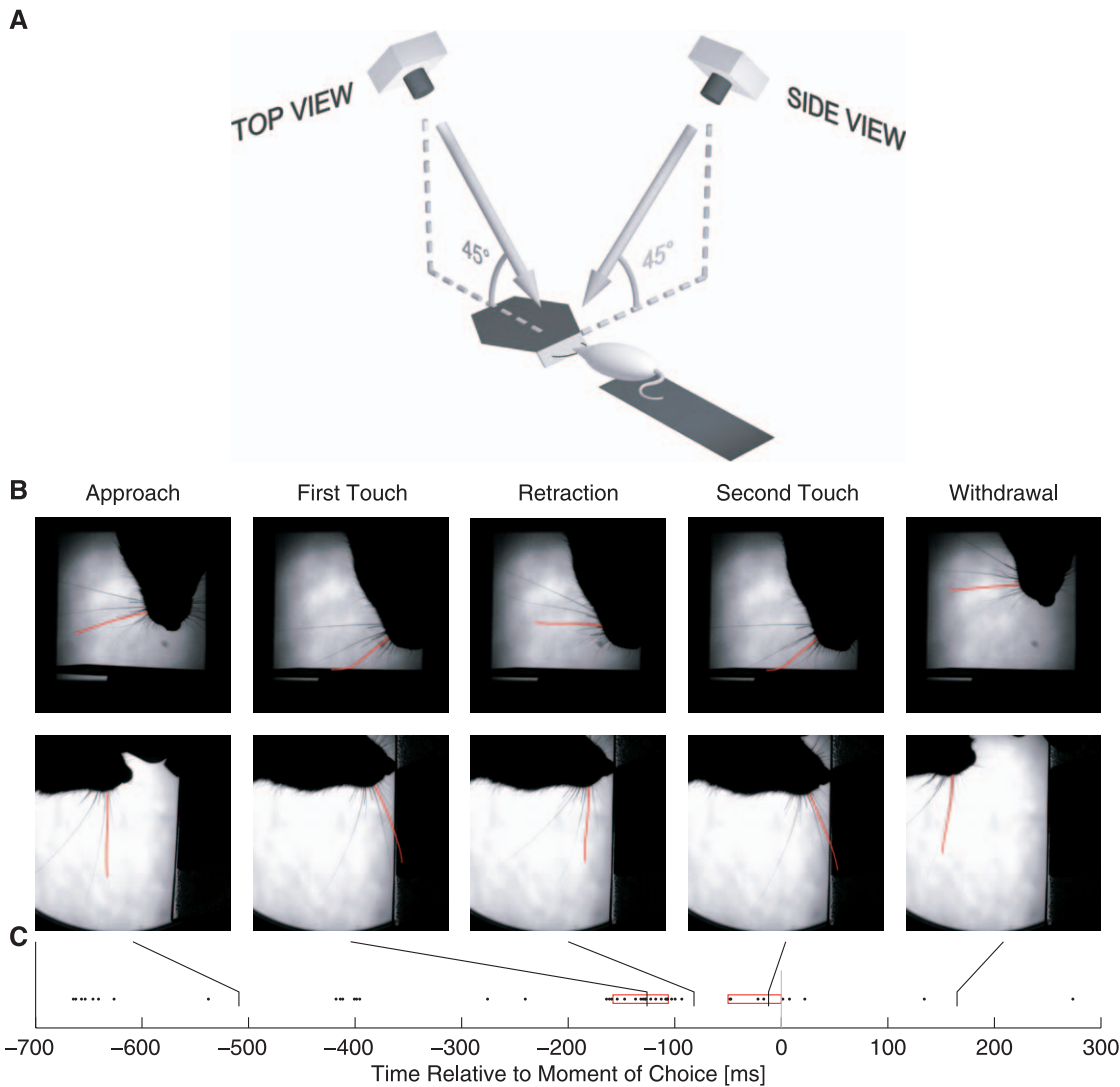 A
TOP VIEW
SIDE VIEW
45°
45°
B
Approach
First Touch
Retraction
Second Touch
Withdrawal
C
–700
–600
–500
–400
–300
–200
–100
0
100
200
300
Time Relative to Moment of Choice [ms]